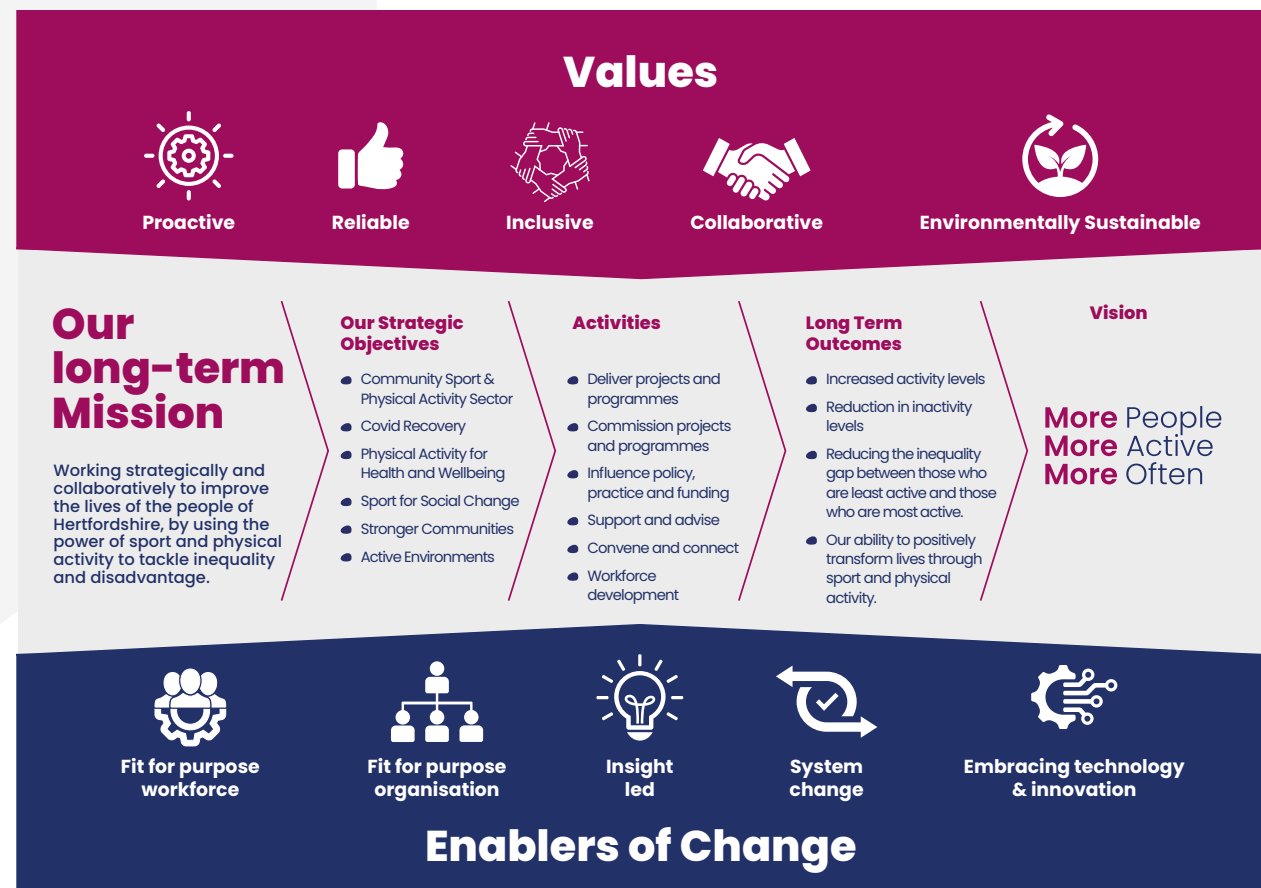 Values
Proactive
Reliable
Inclusive
Collaborative
Environmentally Sustainable
Our
long-term
Mission
Working strategically and
collaboratively to improve
the lives of the people of
Hertfordshire, by using the
power of sport and physical
activity to tackle inequality
and disadvantage.
Our Strategic
Objectives
Community Sport &
Physical Activity Sector
Covid Recovery
Physical Activity for
Health and Wellbeing
Sport for Social Change
Stronger Communities
Active Environments
Activities
Deliver projects and
programmes
Commission projects
and programmes
Influence policy,
practice and funding
Support and advise
Convene and connect
Workforce
development
Long Term
Outcomes
Increased activity levels
Reduction in inactivity
levels
Reducing the inequality
gap between those who
are least active and those
who are most active.
Our ability to positively
transform lives through
sport and physical
activity.
Vision
More People
More Active
More Often
Fit for purpose
workforce
Fit for purpose
organisation
Insight
led
System
change
Embracing technology
& innovation
Enablers of Change